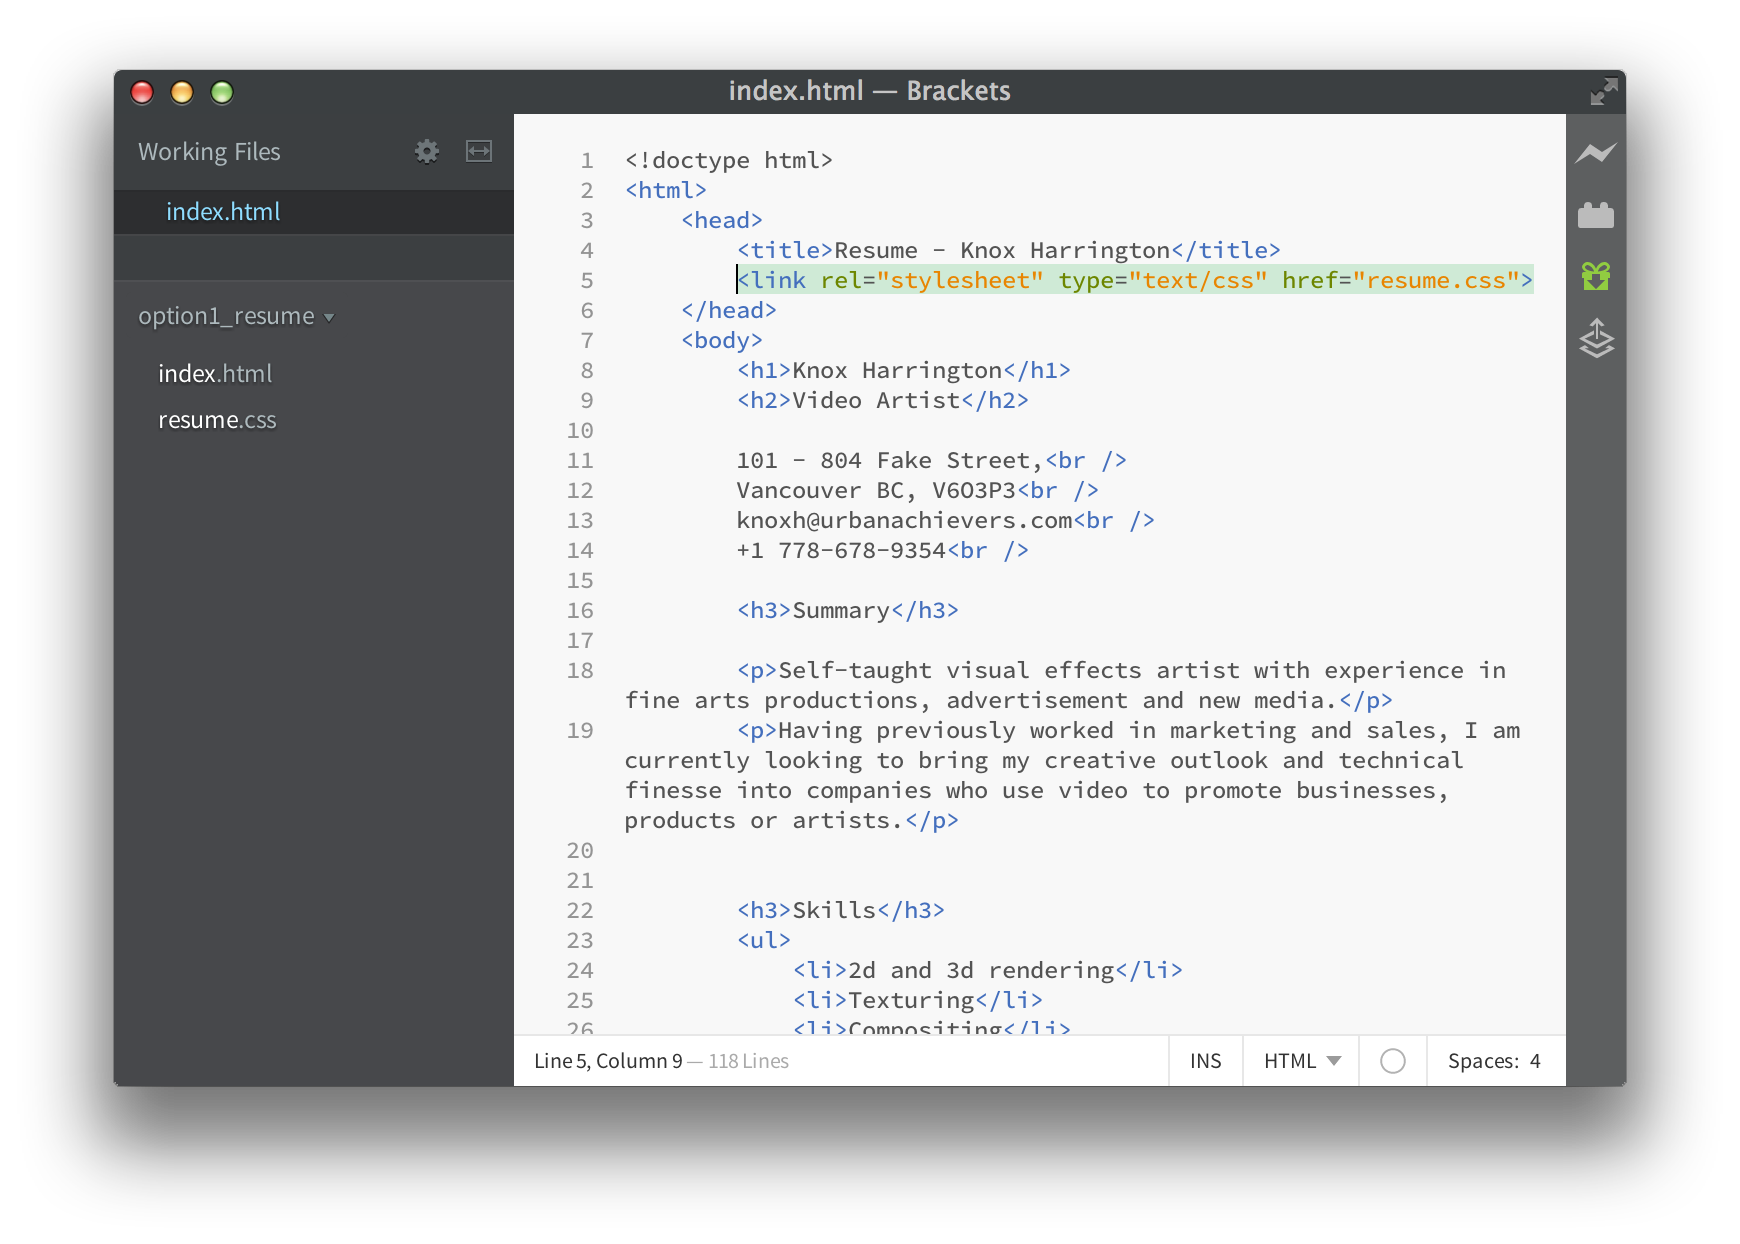 index.html — Brackets
Working Files
index.html
option1_resume
index.html
resume.css
1 <!doctype html>
2 <html>
3 <head>
4 <title>Resume - Knox Harrington</title>
5 <link rel="stylesheet" type="text/css" href="resume.css">
6 </head>
7 <body>
8 <h1>Knox Harrington</h1>
9 <h2>Video Artist</h2>
10
11 101 - 804 Fake Street,<br />
12 Vancouver BC, V6O3P3<br />
13 knoxh@urbanachievers.com<br />
14 +1 778-678-9354<br />
15
16 <h3>Summary</h3>
17
18 <p>Self-taught visual effects artist with experience in
fine arts productions, advertisement and new media.</p>
19 <p>Having previously worked in marketing and sales, I am
currently looking to bring my creative outlook and technical
finesse into companies who use video to promote businesses,
products or artists.</p>
20
21
22 <h3>Skills</h3>
23 <ul>
24 <li>2d and 3d rendering</li>
25 <li>Texturing</li>
26 <li>Compositing</li>
Line 5, Column 9 — 118 Lines INS HTML Spaces: 4